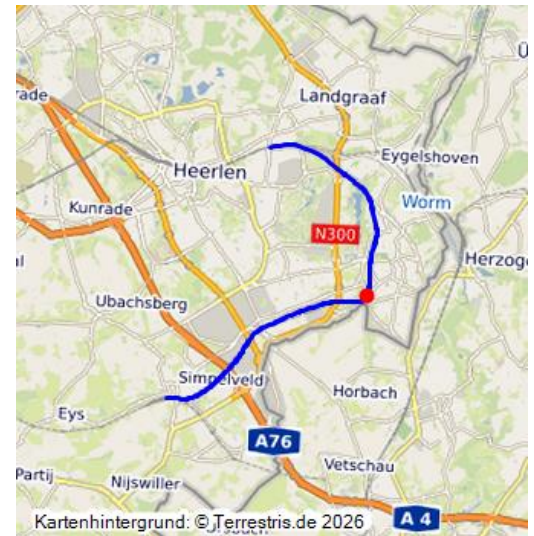 Ü
Landgraaf
rade
Eygelshoven
Heerlen
Worm
Kunrade
N300
al
Herzog
Ubachsberg
Simpelveld
Horbach
Eys
A76
Vetschau
Partij
Nijswiller
A 4
Kartenhintergrund: © Terrestris.de 2026